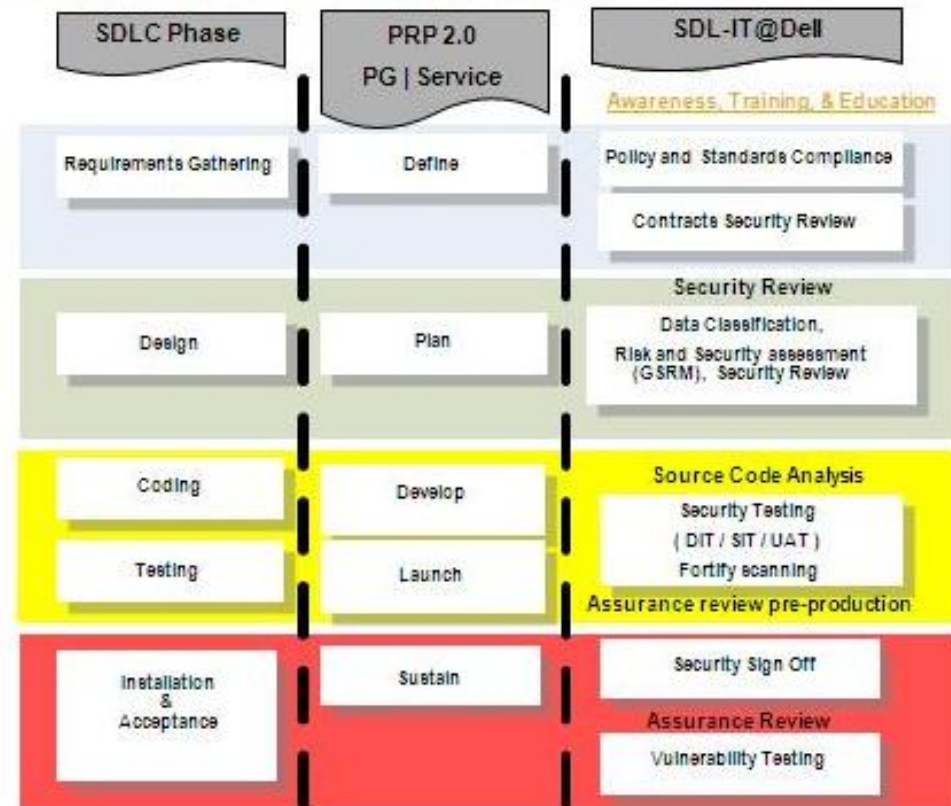 SDLC Phase
PRP 2.0
PG | Service
SDL-IT@Dell
Awareness, Training, & Education
Requirements Gathering
Define
Policy and Standards Compliance
Contracts Security Review
Design
Plan
Security Review
Data Classification,
Risk and Security assessment
(GSRM), Security Review
Coding
Testing
Develop
Launch
Source Code Analysis
Security Testing
( DIT / SIT / UAT )
Fortify scanning
Assurance review pre-production
Installation
&
Acceptance
Sustain
Security Sign Off
Assurance Review
Vulnerability Testing